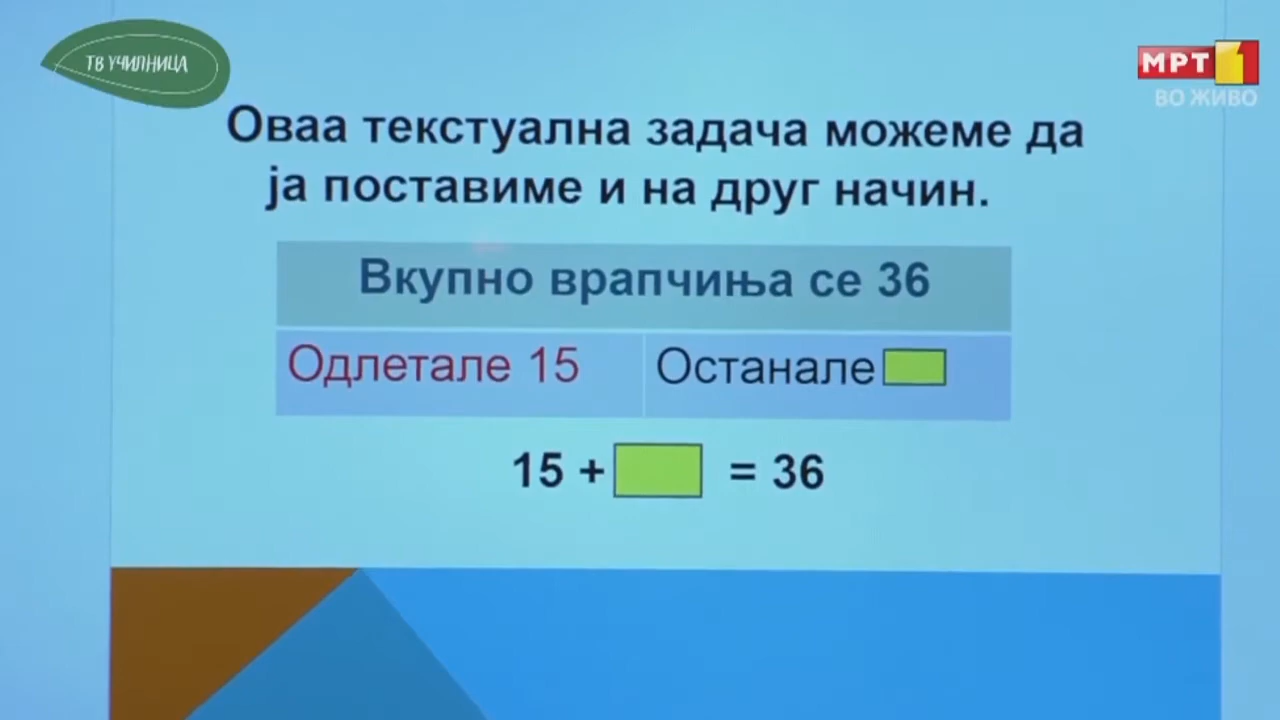 ТВ УЧИЛНИЦА
МРТ 1
ВО ЖИВО
Оваа текстуална задача можеме да
ја поставиме и на друг начин.
Вкупно врапчиња се 36
Одлетале 15
Останале
15 + = 36